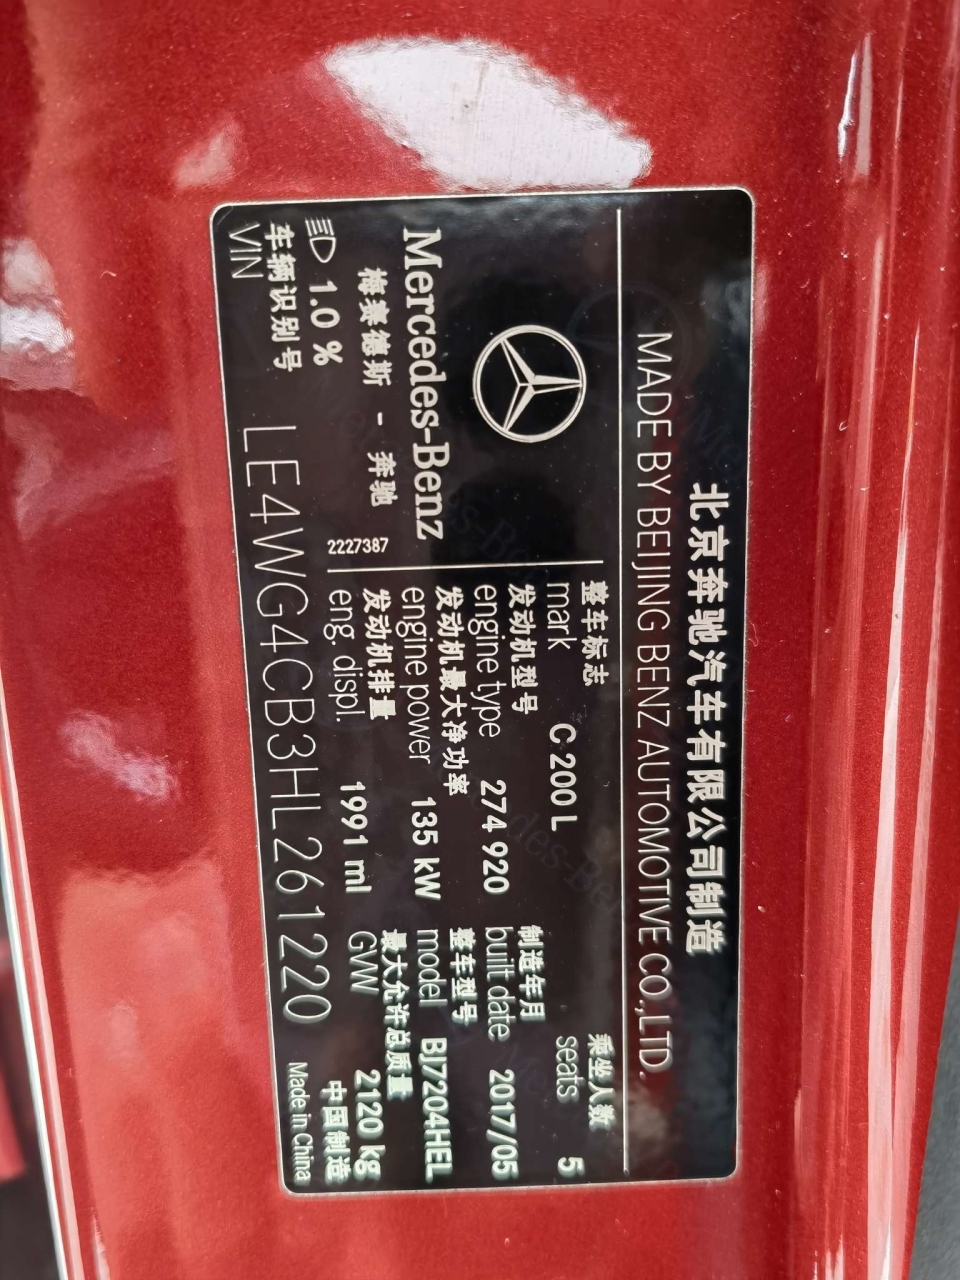 北京奔驰汽车有限公司制造
MADE BY BEIJING BENZ AUTOMOTIVE CO.,LTD.
Mercedes-Benz
梅赛德斯 - 奔驰
1.0 %
2227387
整车标志
mark C 200 L
乘坐人数
seats 5
发动机型号
engine type 274 920
制造年月
built date 2017/05
发动机最大净功率
engine power 135 kW
整车型号
model BJ7204HEL
发动机排量
eng. displ. 1991 ml
最大允许总质量
GVW 2120 kg
车辆识别号
VIN LE4WG4CB3HL261220
中国制造
Made in China